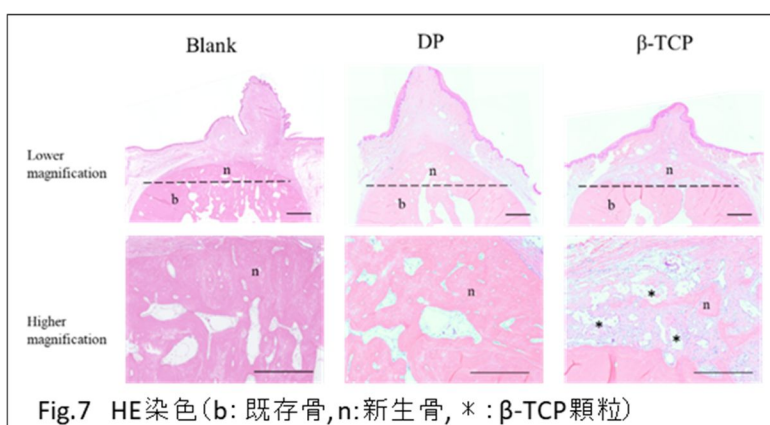 Blank DP β-TCP
Lower
magnification
n n n
b b b
Higher
magnification
n n n
* * *
Fig.7 HE染色(b: 既存骨,n:新生骨, * : β-TCP顆粒)